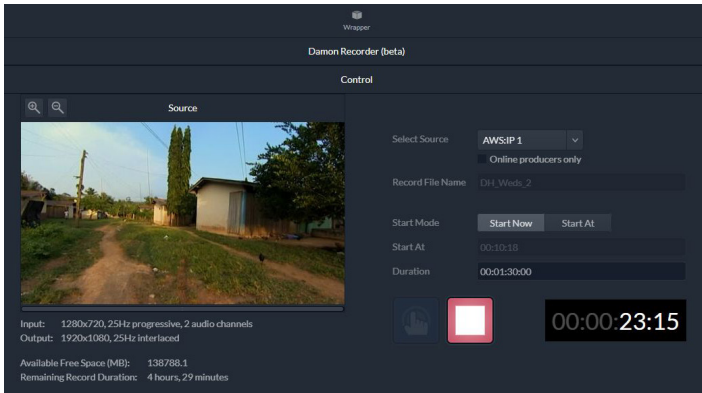 Wrapper
Damon Recorder (beta)
Control
Source
Select Source AWS:IP 1
Online producers only
Record File Name DH_Weds_2
Start Mode Start Now Start At
Start At 00:10:18
Duration 00:01:30:00
Input: 1280x720, 25Hz progressive, 2 audio channels
Output: 1920x1080, 25Hz interlaced
00:00:23:15
Available Free Space (MB): 138788.1
Remaining Record Duration: 4 hours, 29 minutes